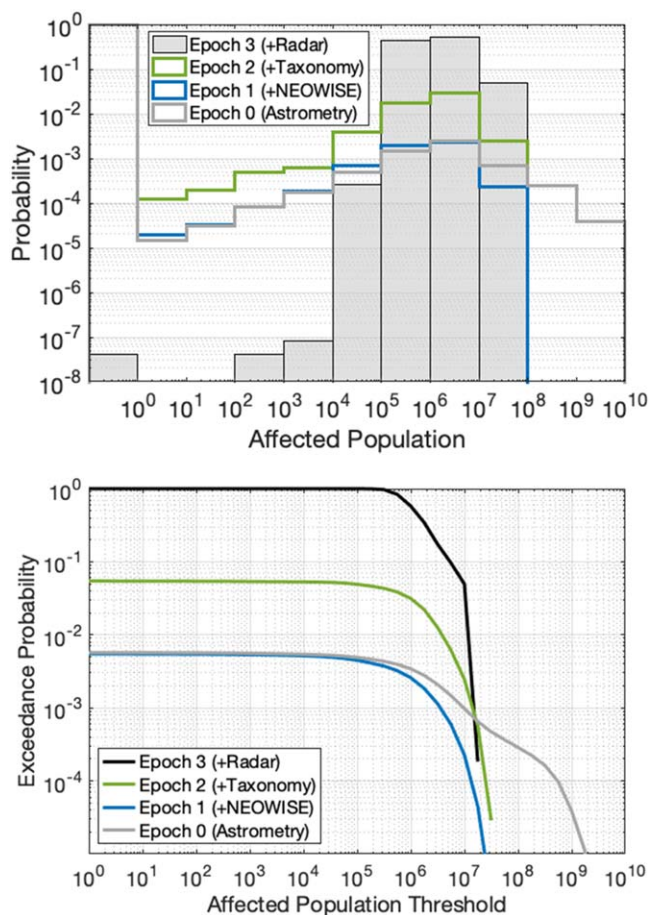 10^0
Epoch 3 (+Radar)
Epoch 2 (+Taxonomy)
Epoch 1 (+NEOWISE)
Epoch 0 (Astrometry)
10^-1
10^-2
10^-3
10^-4
10^-5
10^-6
10^-7
10^-8
Probability
10^0 10^1 10^2 10^3 10^4 10^5 10^6 10^7 10^8 10^9 10^10
Affected Population
10^0
10^-1
10^-2
10^-3
10^-4
Exceedance Probability
Epoch 3 (+Radar)
Epoch 2 (+Taxonomy)
Epoch 1 (+NEOWISE)
Epoch 0 (Astrometry)
10^0 10^1 10^2 10^3 10^4 10^5 10^6 10^7 10^8 10^9 10^10
Affected Population Threshold